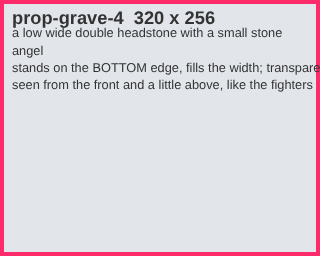 prop-grave-4 320 x 256
a low wide double headstone with a small stone
angel
stands on the BOTTOM edge, fills the width; transpare
seen from the front and a little above, like the fighters